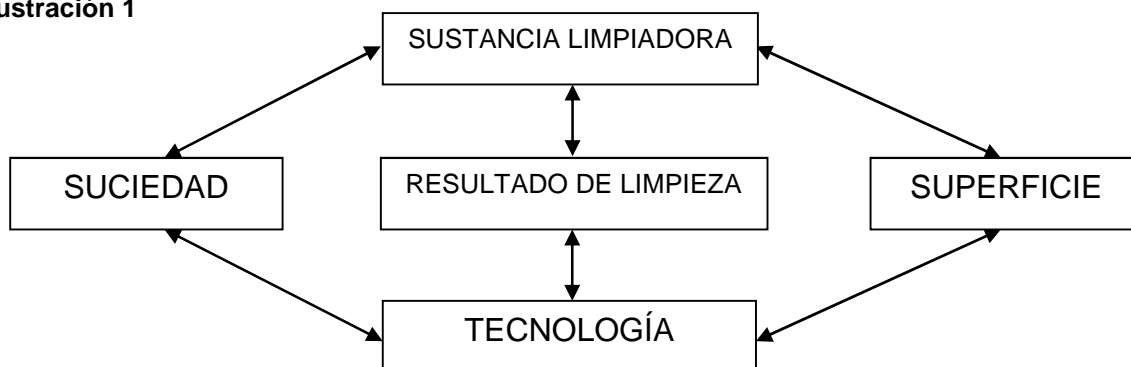 ustración 1
SUSTANCIA LIMPIADORA
SUCIEDAD
RESULTADO DE LIMPIEZA
SUPERFICIE
TECNOLOGÍA